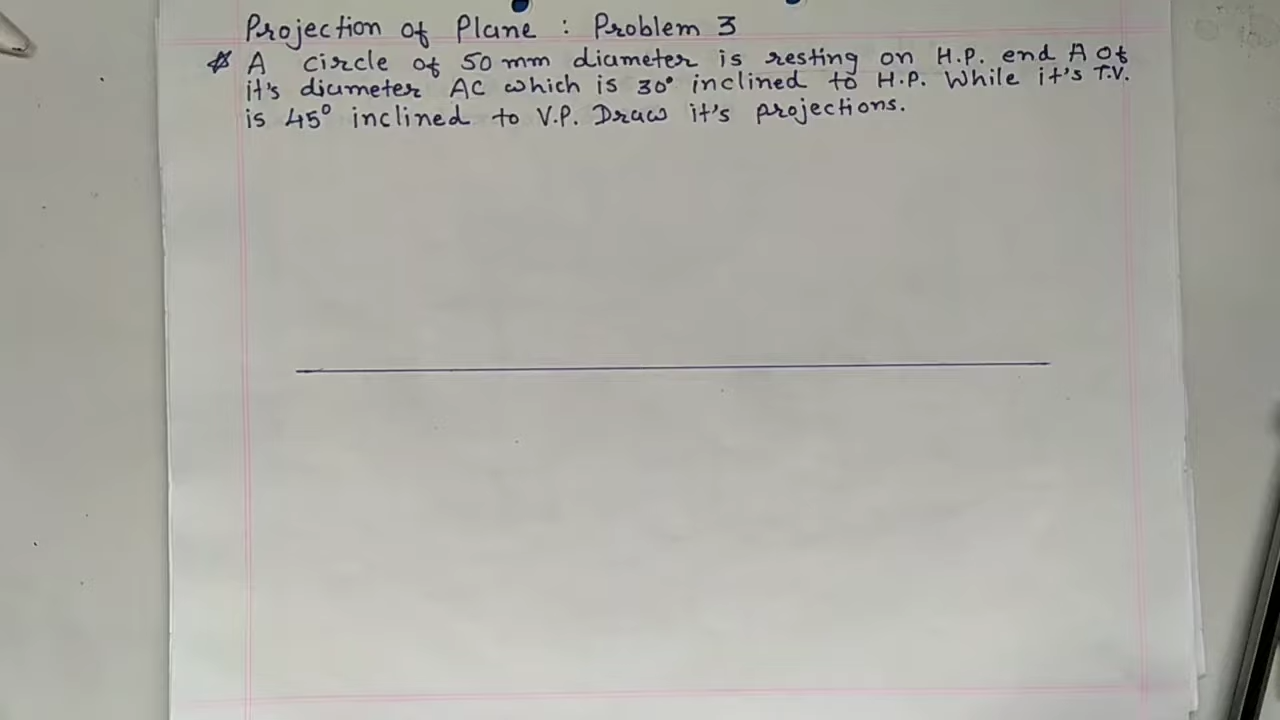 Projection of Plane : Problem 3
* A circle of 50 mm diameter is resting on H.P. end A of
it's diameter AC which is 30° inclined to H.P. While it's T.V.
is 45° inclined to V.P. Draw it's projections.